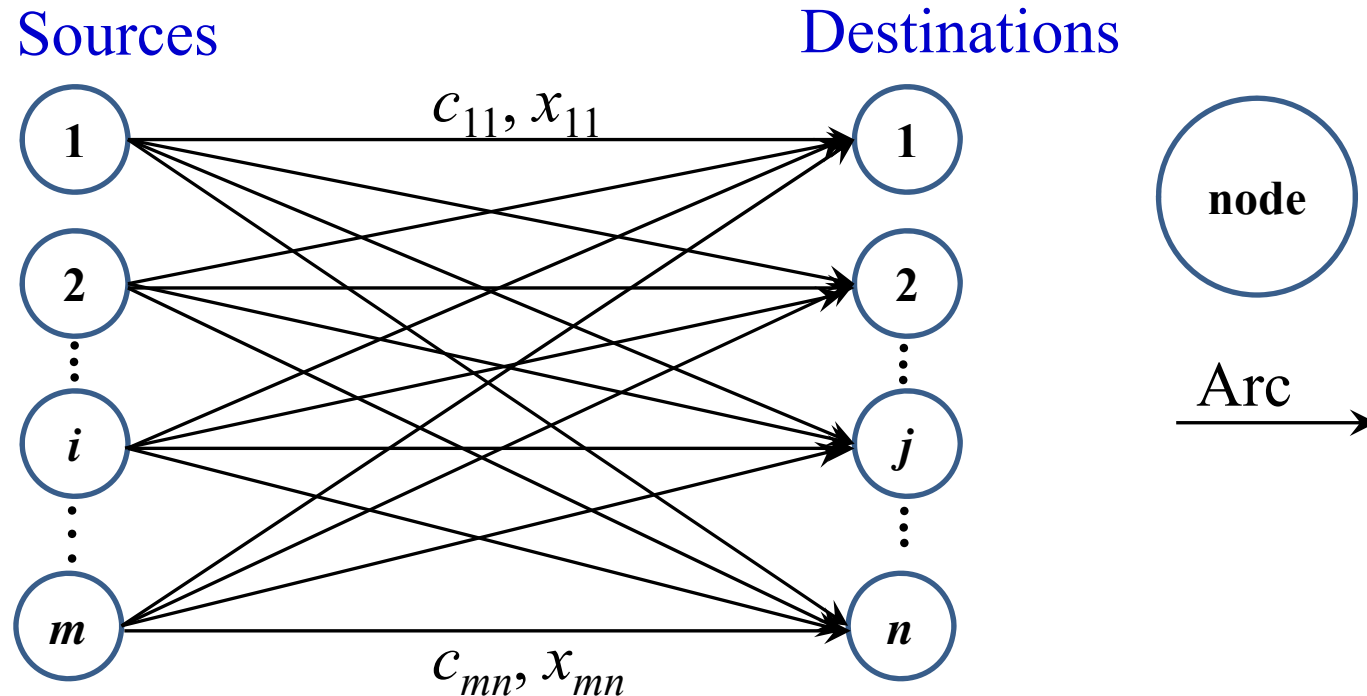 Sources
Destinations
c₁₁, x₁₁
1
1
node
2
2
Arc
i
j
m
n
cₘₙ, xₘₙ